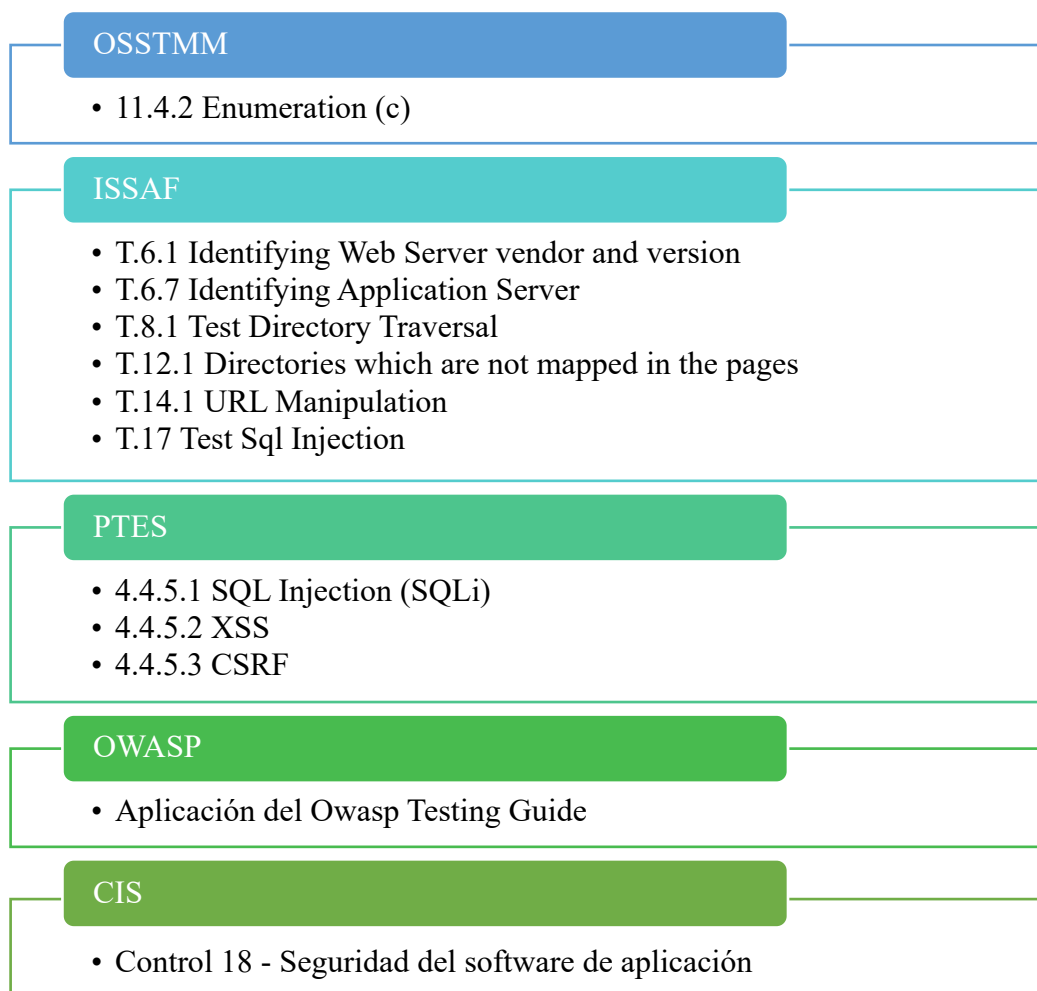 OSSTMM
• 11.4.2 Enumeration (c)
ISSAF
• T.6.1 Identifying Web Server vendor and version
• T.6.7 Identifying Application Server
• T.8.1 Test Directory Traversal
• T.12.1 Directories which are not mapped in the pages
• T.14.1 URL Manipulation
• T.17 Test Sql Injection
PTES
• 4.4.5.1 SQL Injection (SQLi)
• 4.4.5.2 XSS
• 4.4.5.3 CSRF
OWASP
• Aplicación del Owasp Testing Guide
CIS
• Control 18 - Seguridad del software de aplicación